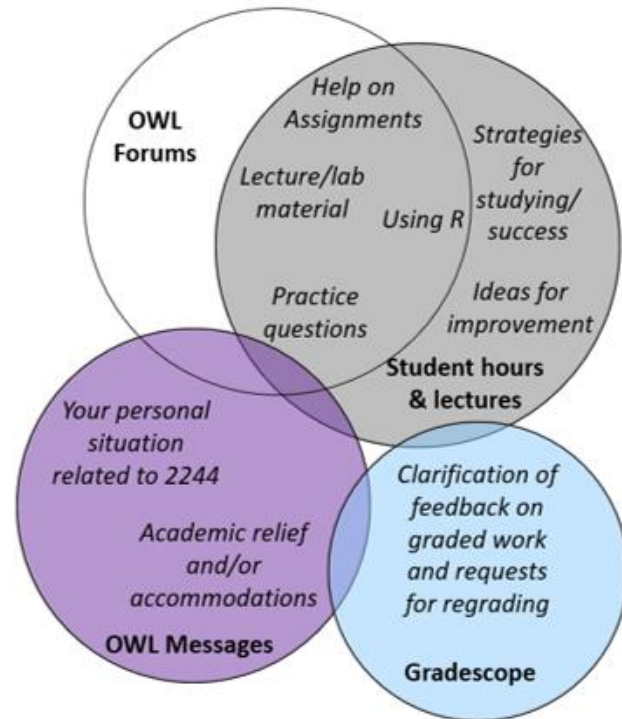 OWL
Forums
Help on
Assignments
Lecture/lab
material
Using R
Practice
questions
Strategies
for
studying/
success
Ideas for
improvement
Student hours
& lectures
Your personal
situation
related to 2244
Academic relief
and/or
accommodations
OWL Messages
Clarification of
feedback on
graded work
and requests
for regrading
Gradescope